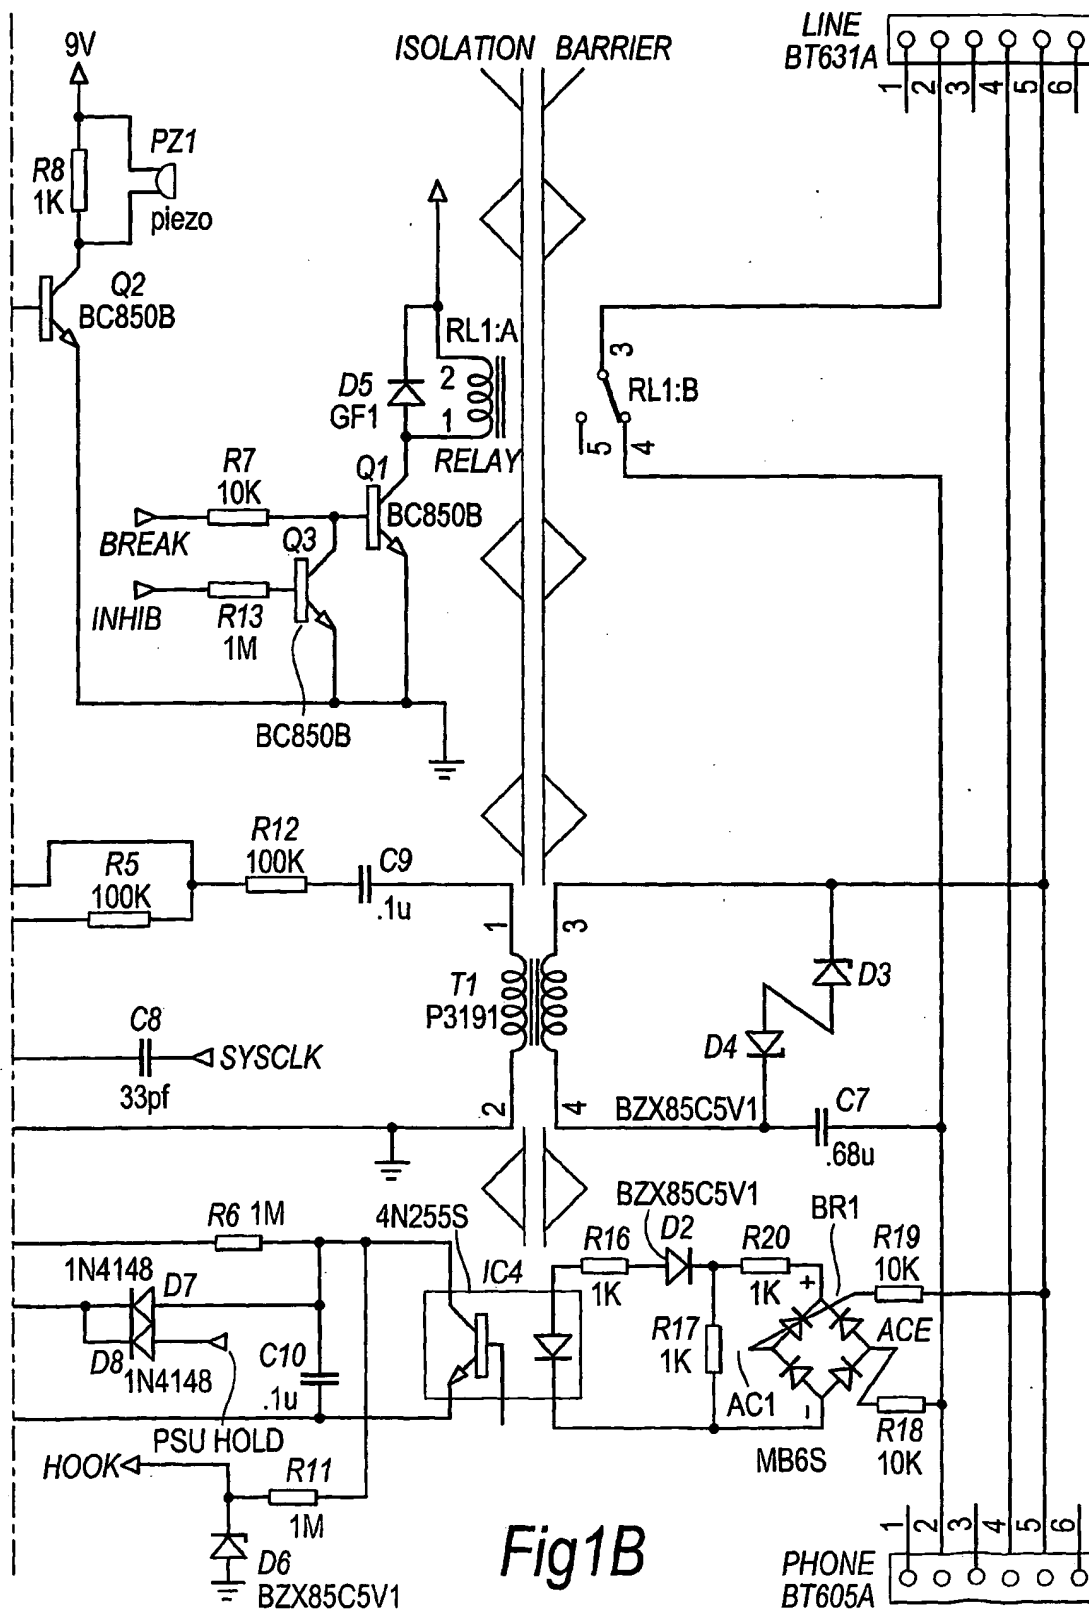 LINE
BT631A
1
2
3
4
5
6
9V
ISOLATION BARRIER
PZ1
R8
1K
piezo
Q2
BC850B
RL1:A
2
D5
GF1
1
RELAY
3
RL1:B
5
4
R7
10K
Q1
BC850B
BREAK
Q3
INHIB
R13
1M
BC850B
R12
100K
C9
.1u
R5
100K
1
3
T1
P3191
D3
D4
C8
SYSCLK
33pf
2
4
BZX85C5V1
C7
.68u
R6 1M
4N255S
BZX85C5V1
D2
BR1
R16
1K
R20
1K
R19
10K
1N4148
D7
IC4
+
R17
1K
ACE
D8
1N4148
C10
.1u
AC1
-
R18
10K
PSU HOLD
MB6S
HOOK
R11
1M
D6
BZX85C5V1
Fig1B
1
2
3
4
5
6
PHONE
BT605A